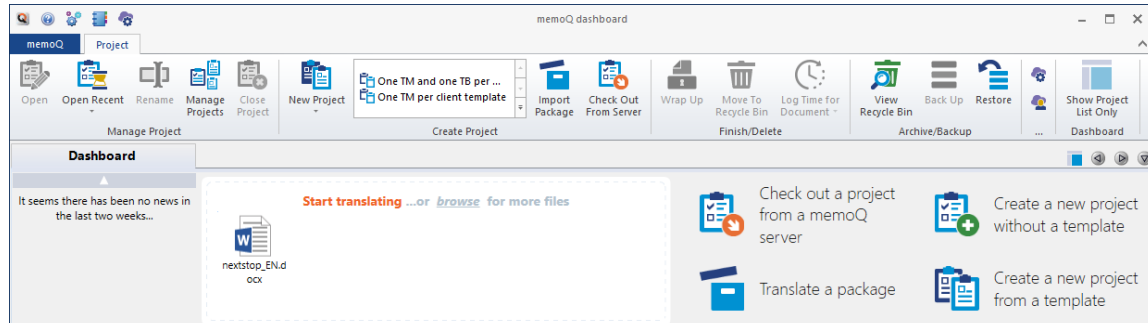 memoQ dashboard
memoQ
Project
Open
Open Recent
Rename
Manage
Projects
Close
Project
New Project
One TM and one TB per ...
One TM per client template
Import
Package
Check Out
From Server
Wrap Up
Move To
Recycle Bin
Log Time for
Document
View
Recycle Bin
Back Up
Restore
Show Project
List Only
Manage Project
Create Project
Finish/Delete
Archive/Backup
...
Dashboard
Dashboard
It seems there has been no news in
the last two weeks...
Start translating ...or browse for more files
W
nextstop_EN.d
ocx
Check out a project
from a memoQ
server
Create a new project
without a template
Translate a package
Create a new project
from a template